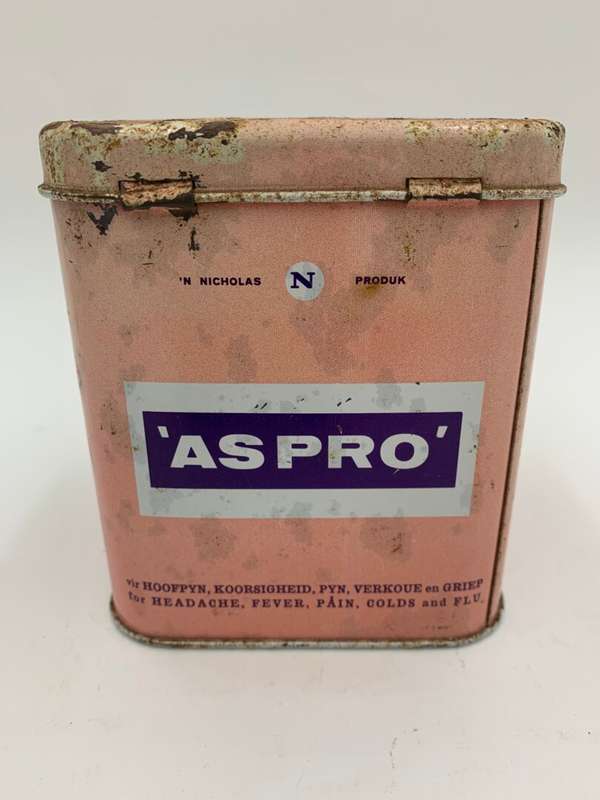 'N NICHOLAS N PRODUK
'ASPRO'
vir HOOFPYN, KOORSIGHEID, PYN, VERKOUE en GRIEP
for HEADACHE, FEVER, PAIN, COLDS and FLU.